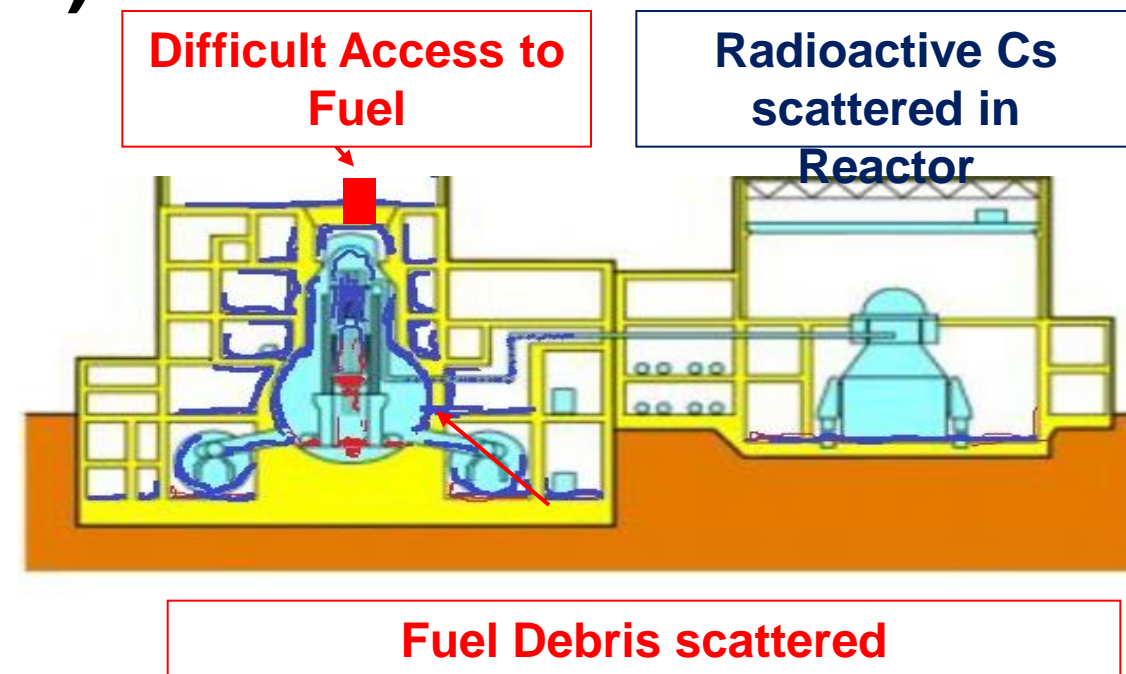 )
Difficult Access to
Fuel
Radioactive Cs
scattered in
Reactor
Fuel Debris scattered